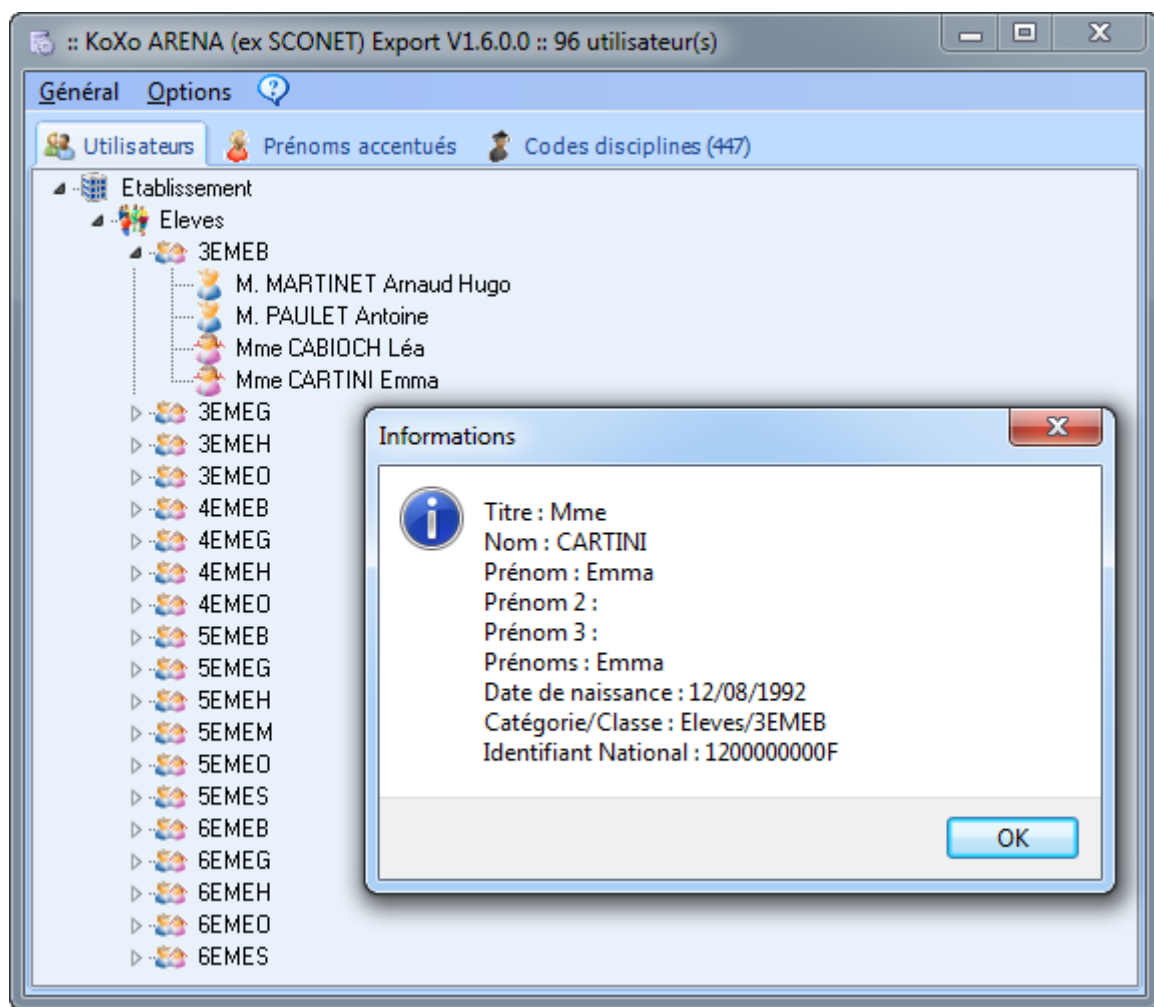 :: KoXo ARENA (ex SCONET) Export V1.6.0.0 :: 96 utilisateur(s)
Général Options
Utilisateurs Prénoms accentués Codes disciplines (447)
Etablissement
Eleves
3EMEB
M. MARTINET Arnaud Hugo
M. PAULET Antoine
Mme CABIOCH Léa
Mme CARTINI Emma
3EMEG
3EMEH
3EMEO
4EMEB
4EMEG
4EMEH
4EMEO
5EMEB
5EMEG
5EMEH
5EMEM
5EMEO
5EMES
6EMEB
6EMEG
6EMEH
6EMEO
6EMES
Informations
Titre : Mme
Nom : CARTINI
Prénom : Emma
Prénom 2 :
Prénom 3 :
Prénoms : Emma
Date de naissance : 12/08/1992
Catégorie/Classe : Eleves/3EMEB
Identifiant National : 1200000000F
OK